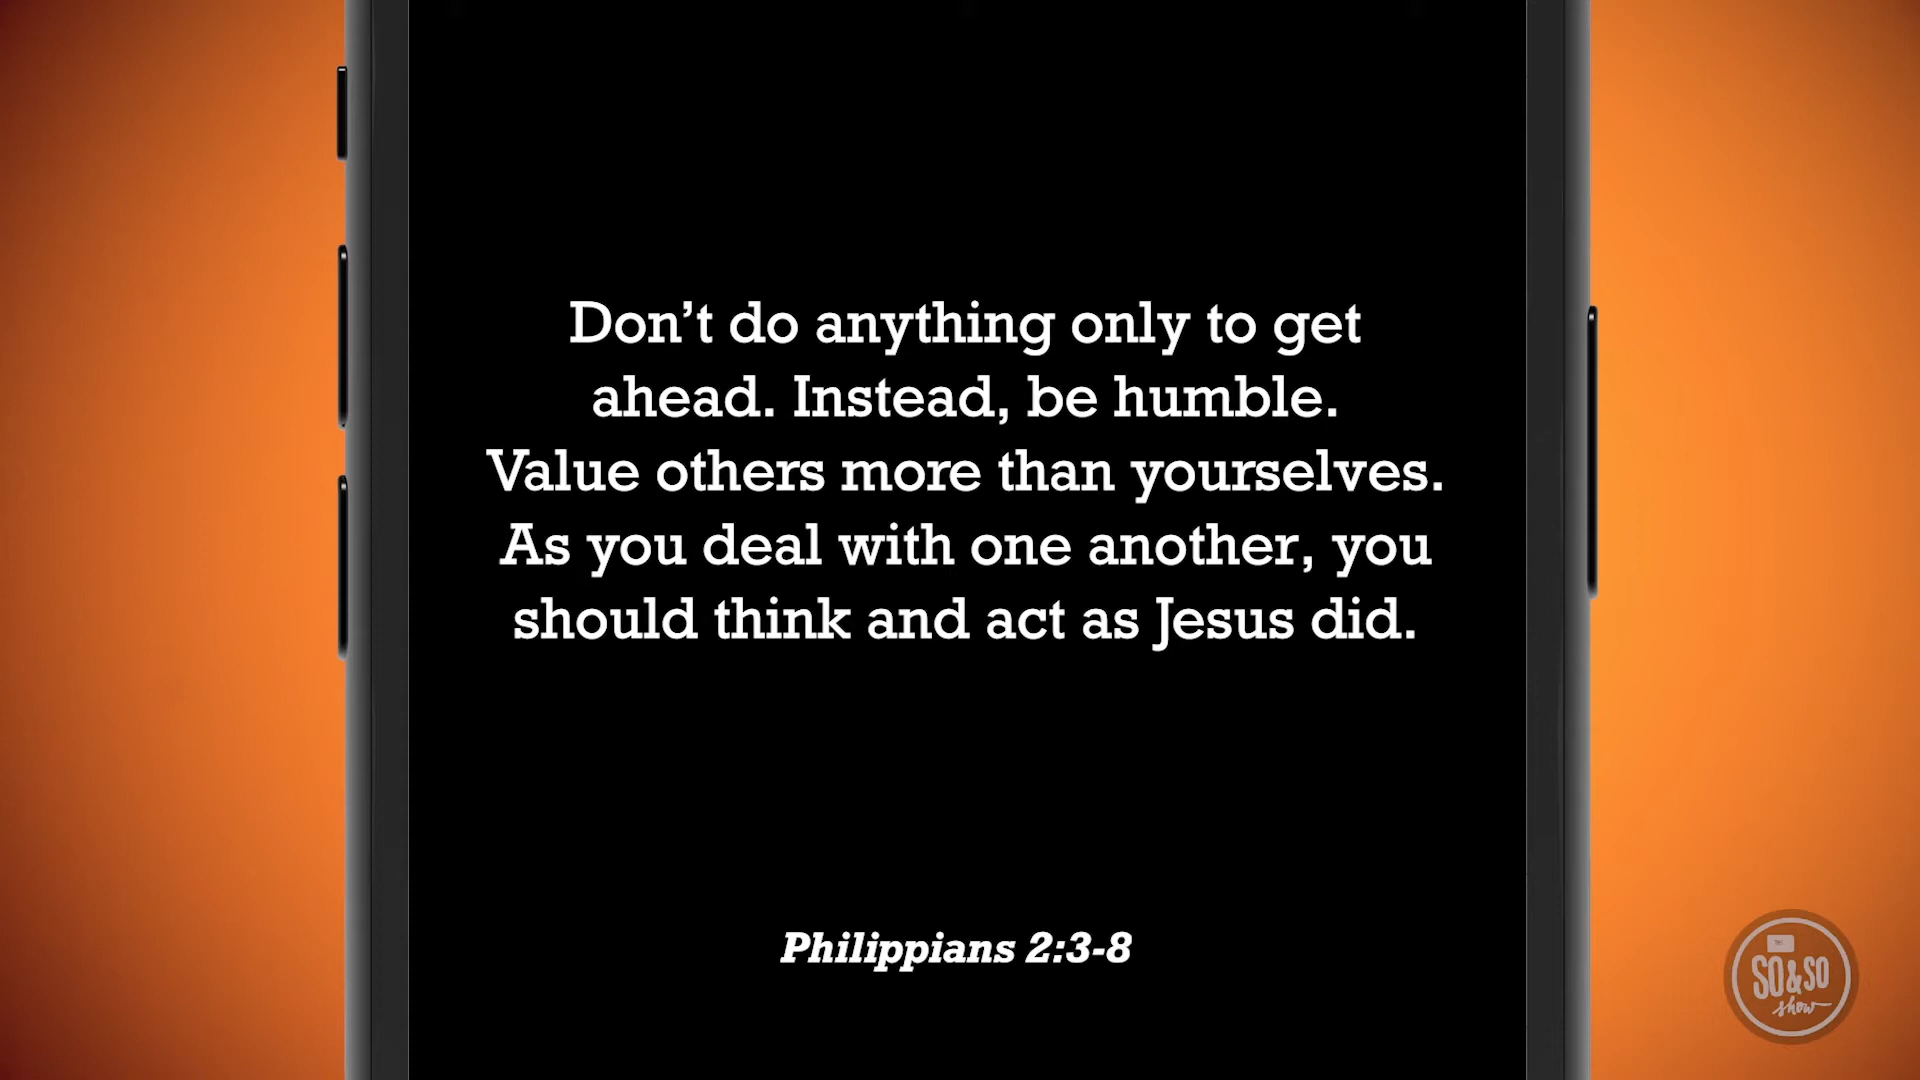 Don’t do anything only to get
ahead. Instead, be humble.
Value others more than yourselves.
As you deal with one another, you
should think and act as Jesus did.
Philippians 2:3-8
SO & SO
show